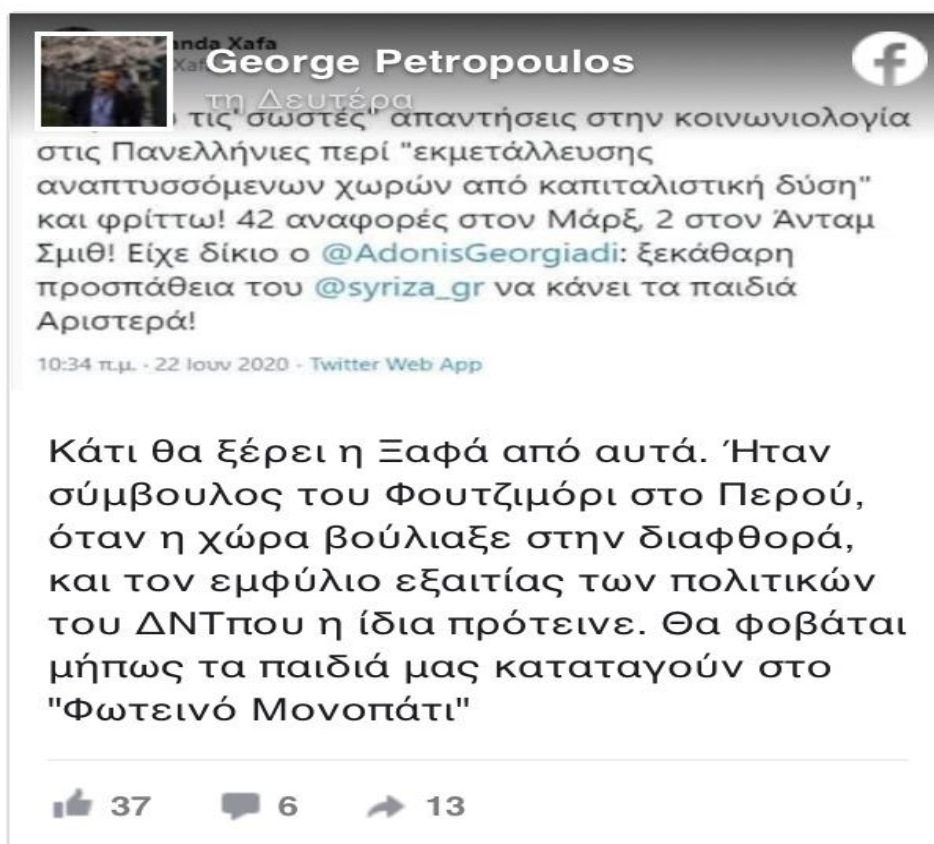 anda Xafa
Xaf
George Petropoulos
τη Δευτέρα
τις "σωστές" απαντήσεις στην κοινωνιολογία
στις Πανελλήνιες περί "εκμετάλλευσης
αναπτυσσόμενων χωρών από καπιταλιστική δύση"
και φρίττω! 42 αναφορές στον Μάρξ, 2 στον Άνταμ
Σμιθ! Είχε δίκιο ο @AdonisGeorgiadi: ξεκάθαρη
προσπάθεια του @syriza_gr να κάνει τα παιδιά
Αριστερά!
10:34 π.μ. · 22 Ιουν 2020 · Twitter Web App
Κάτι θα ξέρει η Ξαφά από αυτά. Ήταν
σύμβουλος του Φουτζιμόρι στο Περού,
όταν η χώρα βούλιαξε στην διαφθορά,
και τον εμφύλιο εξαιτίας των πολιτικών
του ΔΝΤπου η ίδια πρότεινε. Θα φοβάται
μήπως τα παιδιά μας καταταγούν στο
"Φωτεινό Μονοπάτι"
37 6 13